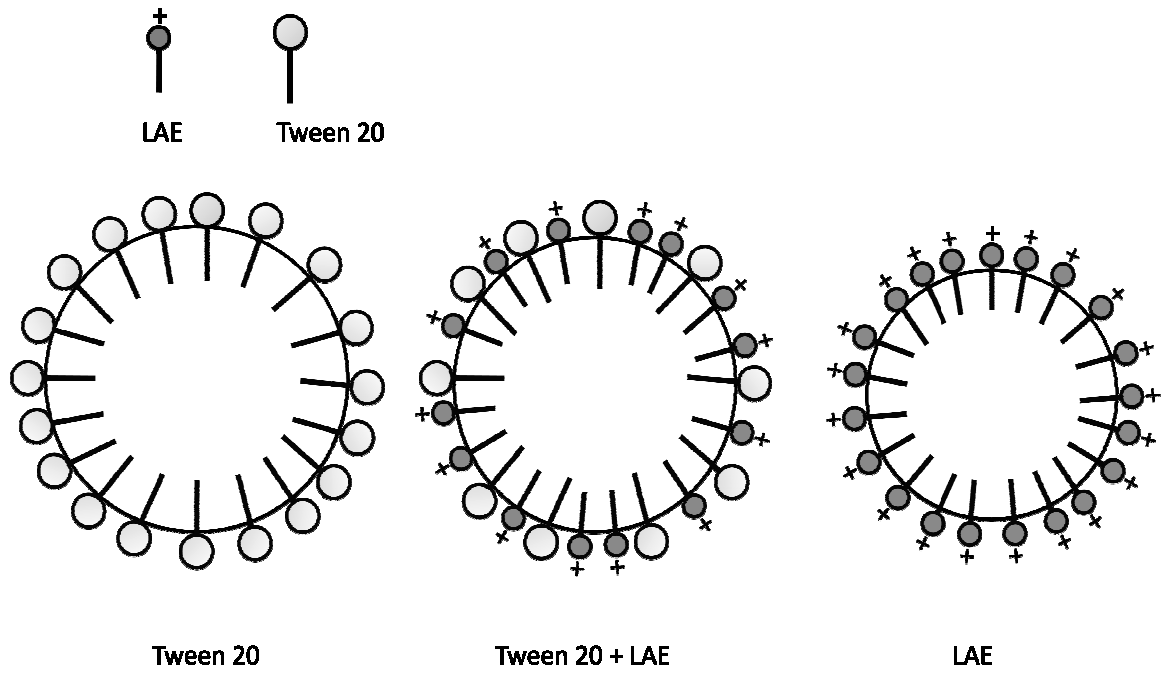 +
LAE Tween 20
+ + + + + + + + + + + + +
+ + + + + + + + + + + + + + + + + + + + + +
Tween 20 Tween 20 + LAE LAE